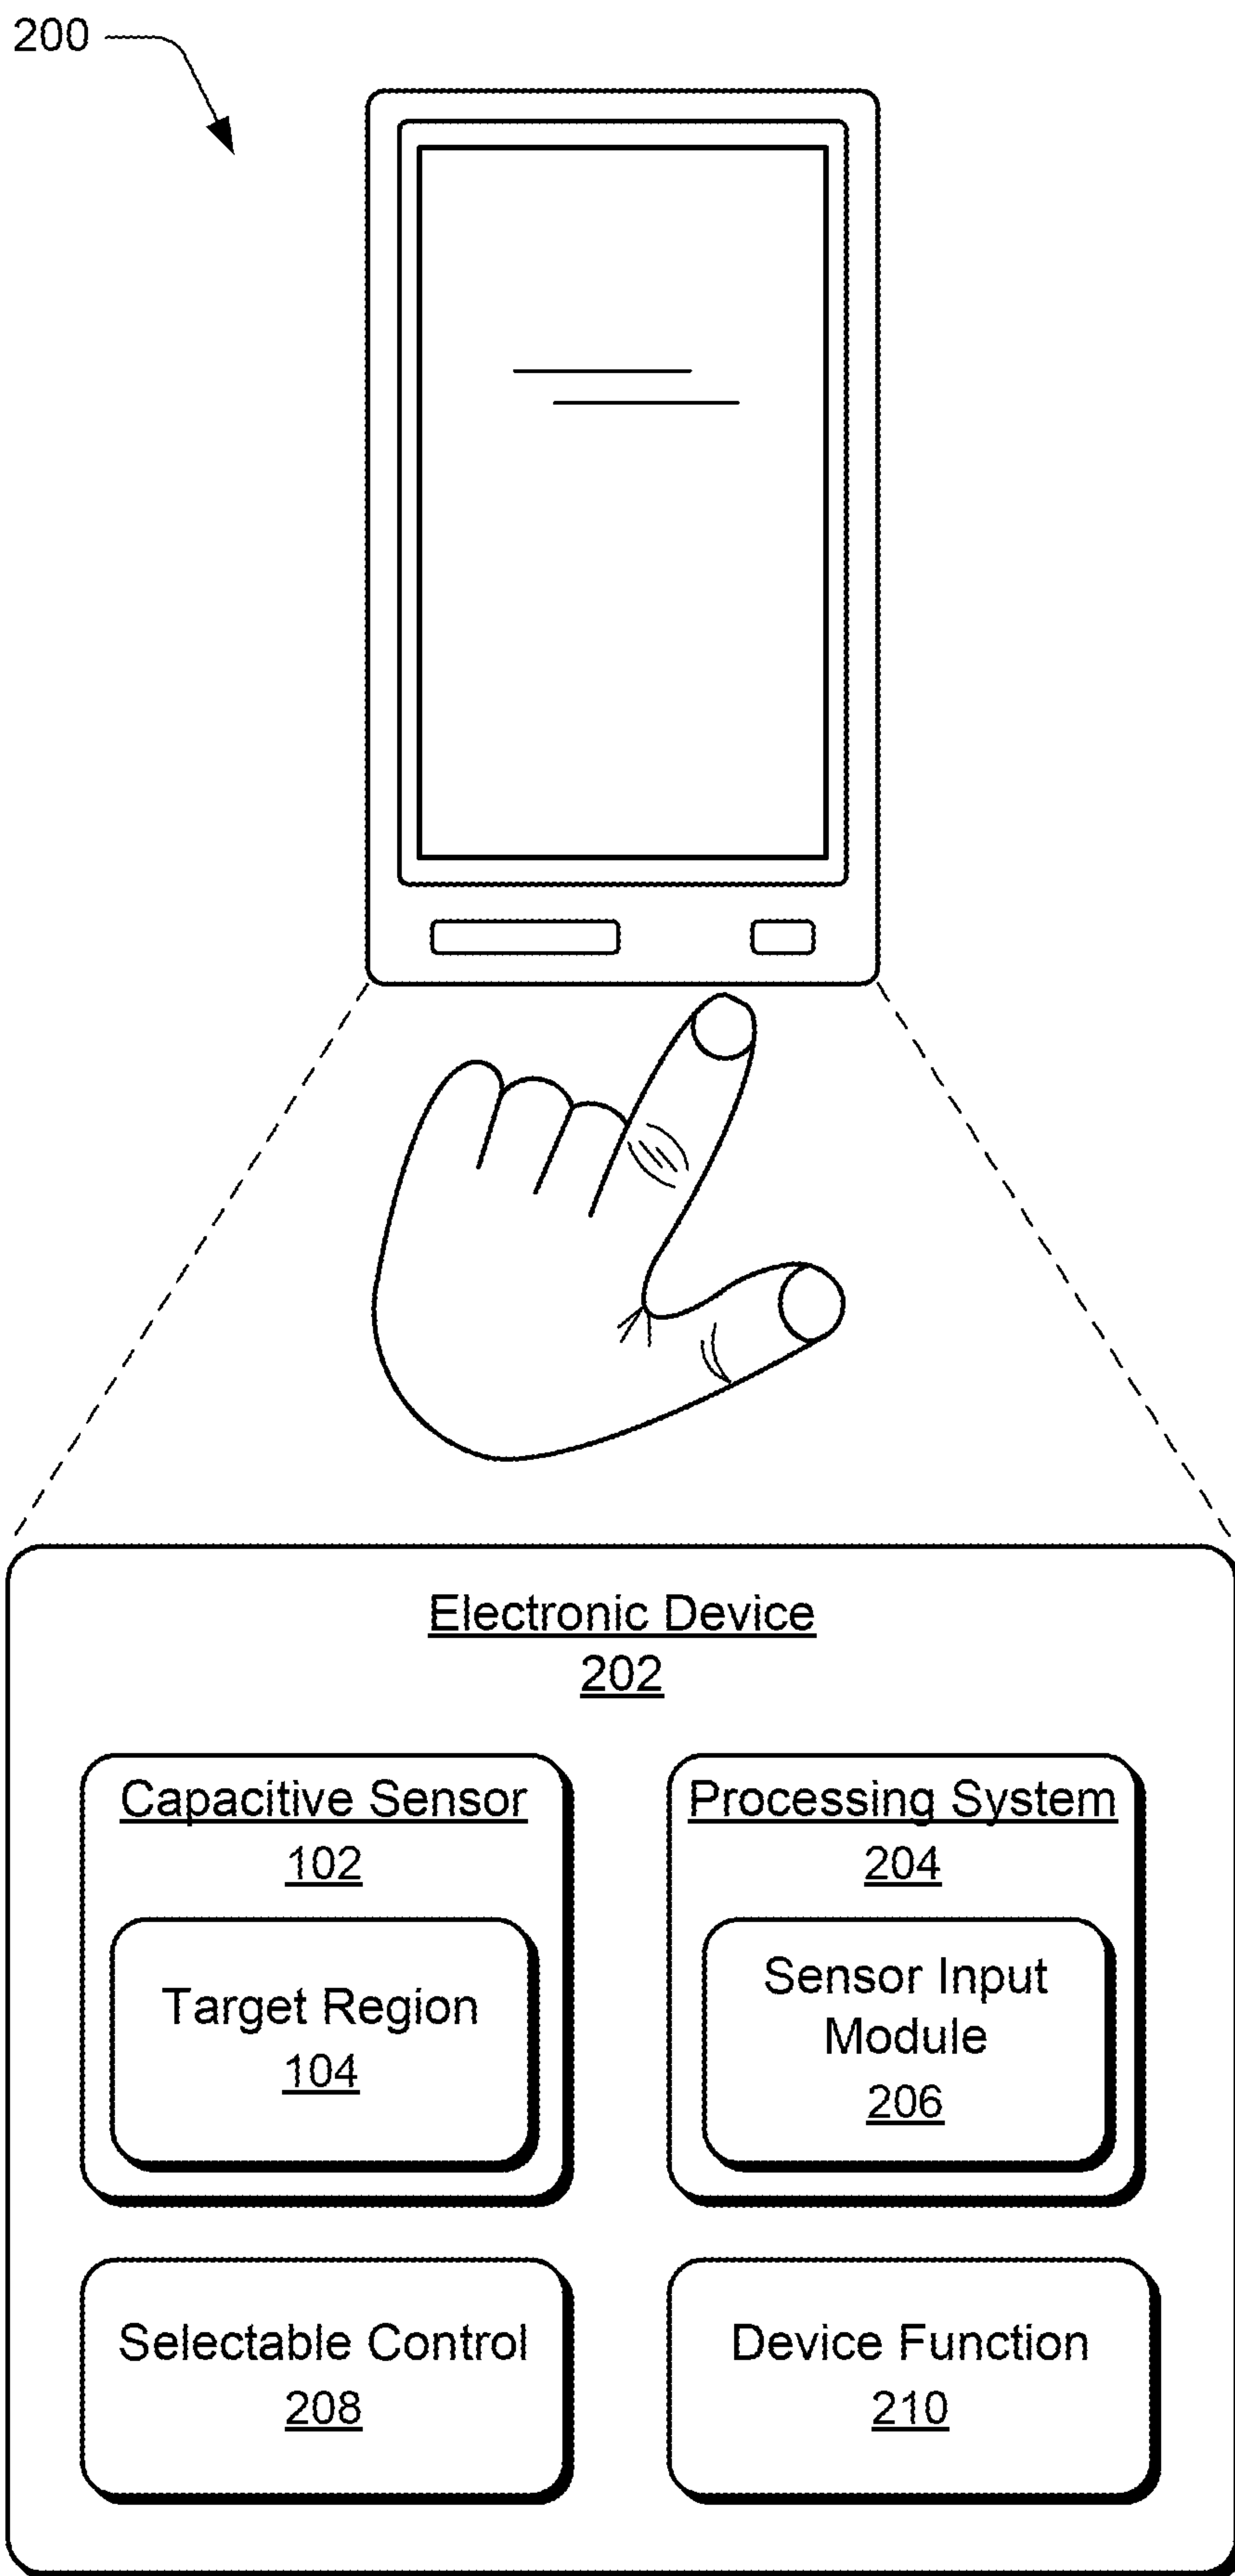 200
Electronic Device
202
Capacitive Sensor
102
Target Region
104
Processing System
204
Sensor Input
Module
206
Selectable Control
208
Device Function
210